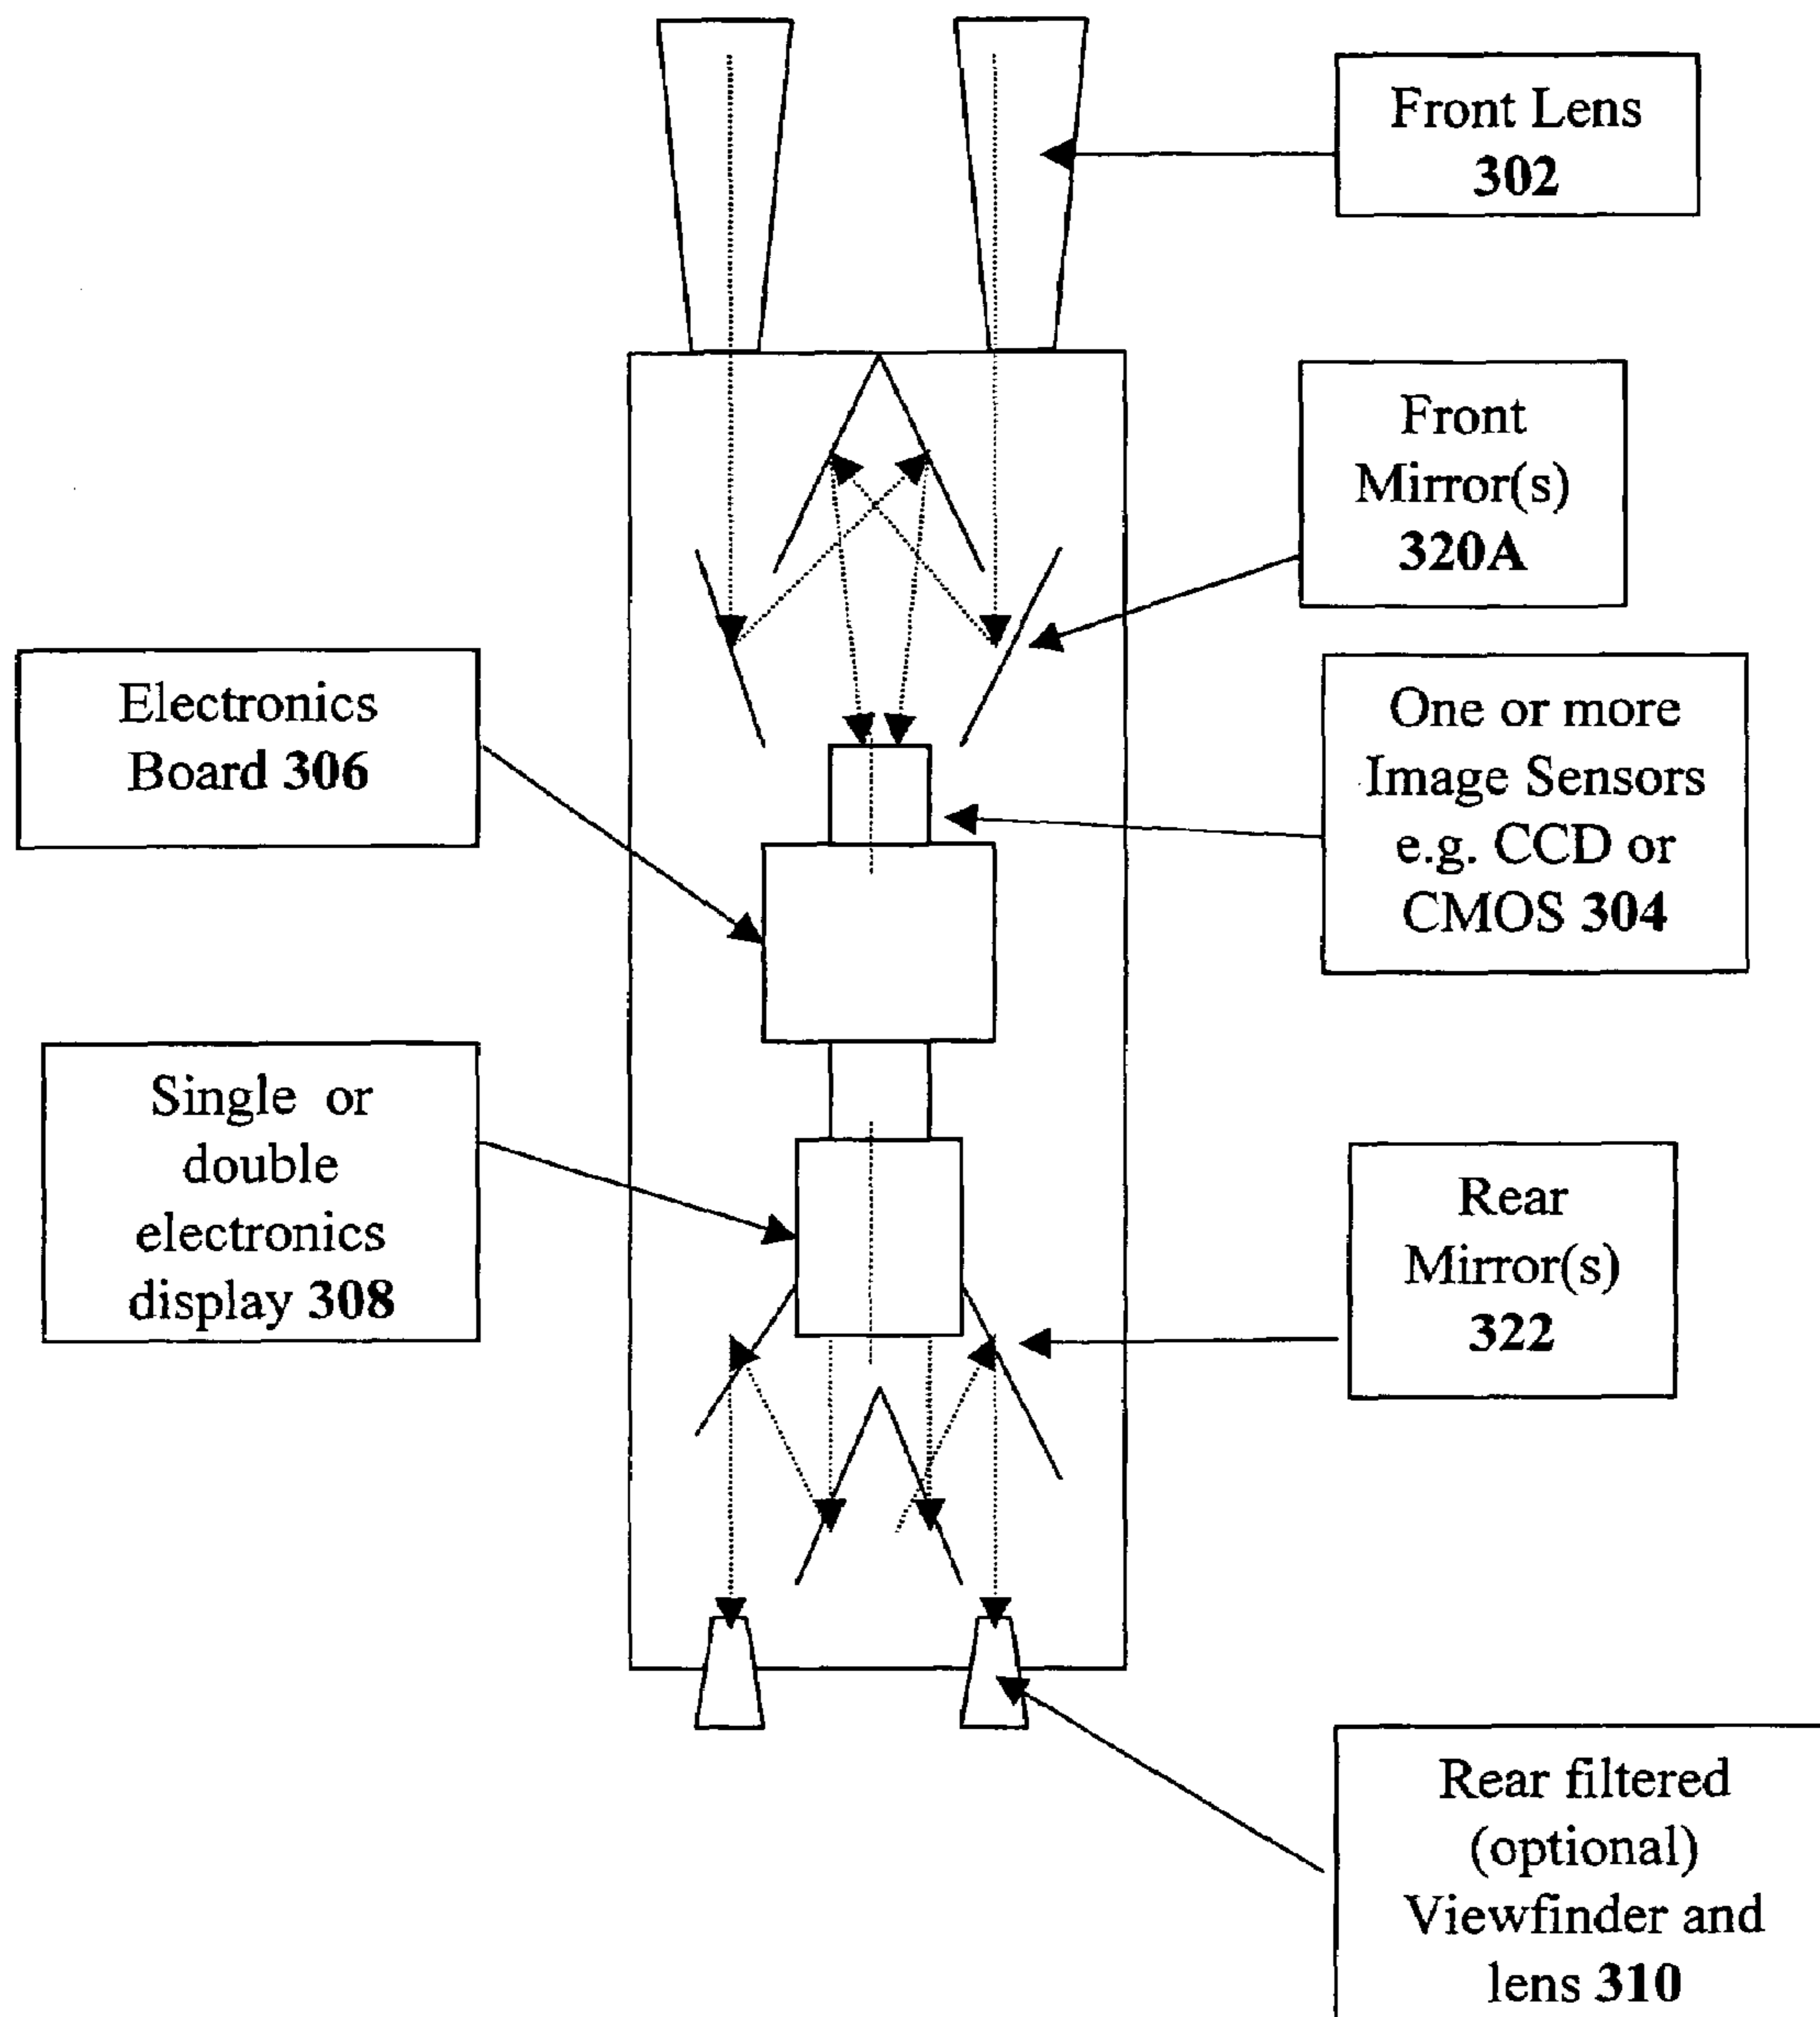 Front Lens
302
Front
Mirror(s)
320A
Electronics
Board 306
One or more
Image Sensors
e.g. CCD or
CMOS 304
Single or
double
electronics
display 308
Rear
Mirror(s)
322
Rear filtered
(optional)
Viewfinder and
lens 310